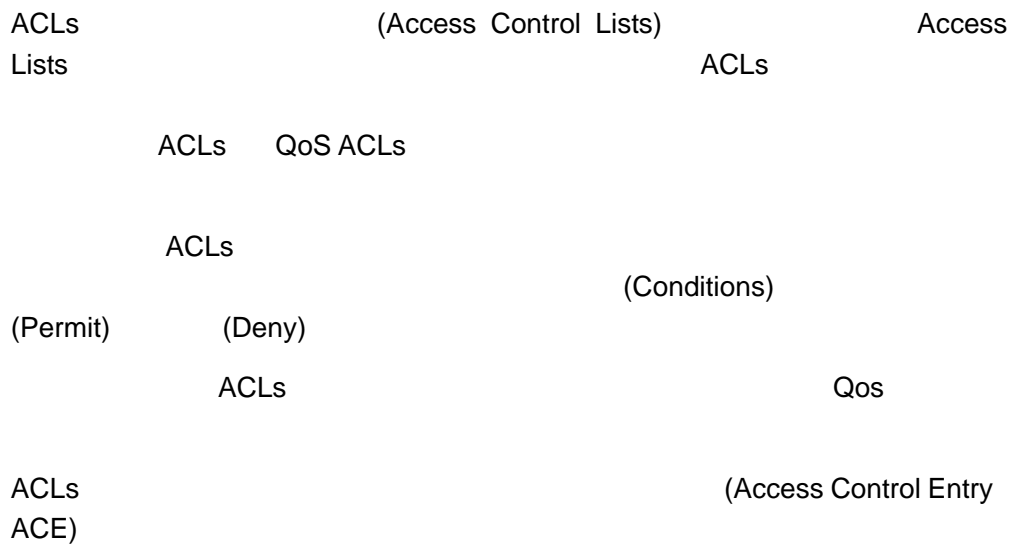 ACLs (Access Control Lists) Access
Lists ACLs
ACLs QoS ACLs
ACLs
(Conditions)
(Permit) (Deny)
ACLs Qos
ACLs (Access Control Entry
ACE)